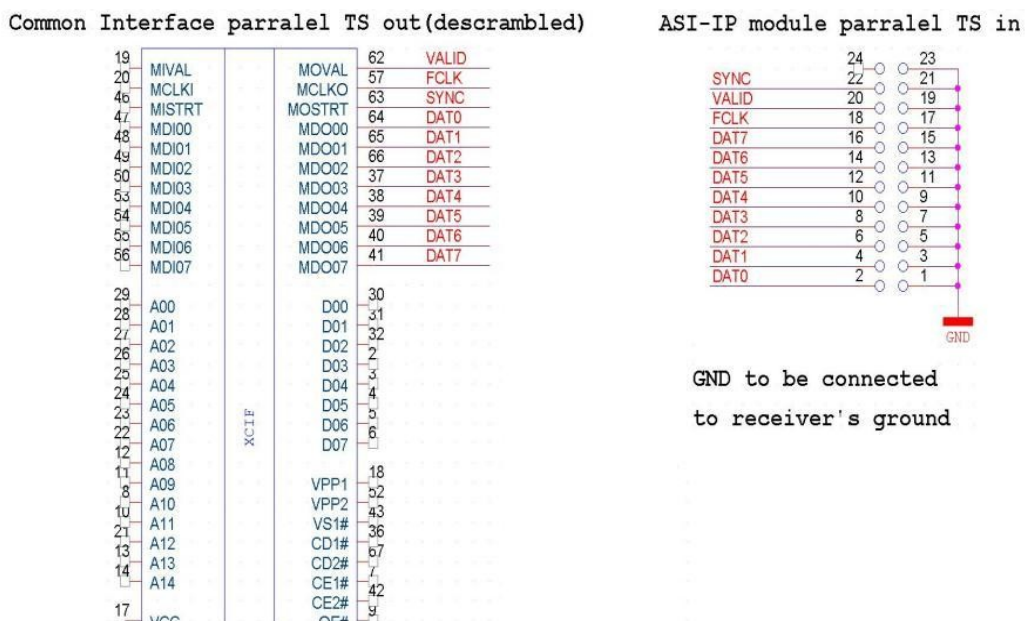 Common Interface parralel TS out(descrambled)
19 MIVAL MOVAL 62 VALID
20 MCLKI MCLKO 57 FCLK
46 MISTRT MOSTRT 63 SYNC
47 MDI00 MDO00 64 DAT0
48 MDI01 MDO01 65 DAT1
49 MDI02 MDO02 66 DAT2
50 MDI03 MDO03 37 DAT3
53 MDI04 MDO04 38 DAT4
54 MDI05 MDO05 39 DAT5
55 MDI06 MDO06 40 DAT6
56 MDI07 MDO07 41 DAT7
29 A00 D00 30
28 A01 D01 31
27 A02 D02 32
26 A03 D03 2
25 A04 D04 3
24 A05 D05 4
23 A06 D06 5
22 A07 D07 6
12 A08
11 A09 VPP1 18
8 A10 VPP2 52
10 A11 VS1# 43
21 A12 CD1# 36
13 A13 CD2# 67
14 A14 CE1# 7
CE2# 42
17 VCC OE# 9
XCIF
ASI-IP module parralel TS in
24 23
SYNC 22 21
VALID 20 19
FCLK 18 17
DAT7 16 15
DAT6 14 13
DAT5 12 11
DAT4 10 9
DAT3 8 7
DAT2 6 5
DAT1 4 3
DAT0 2 1
GND
GND to be connected
to receiver's ground